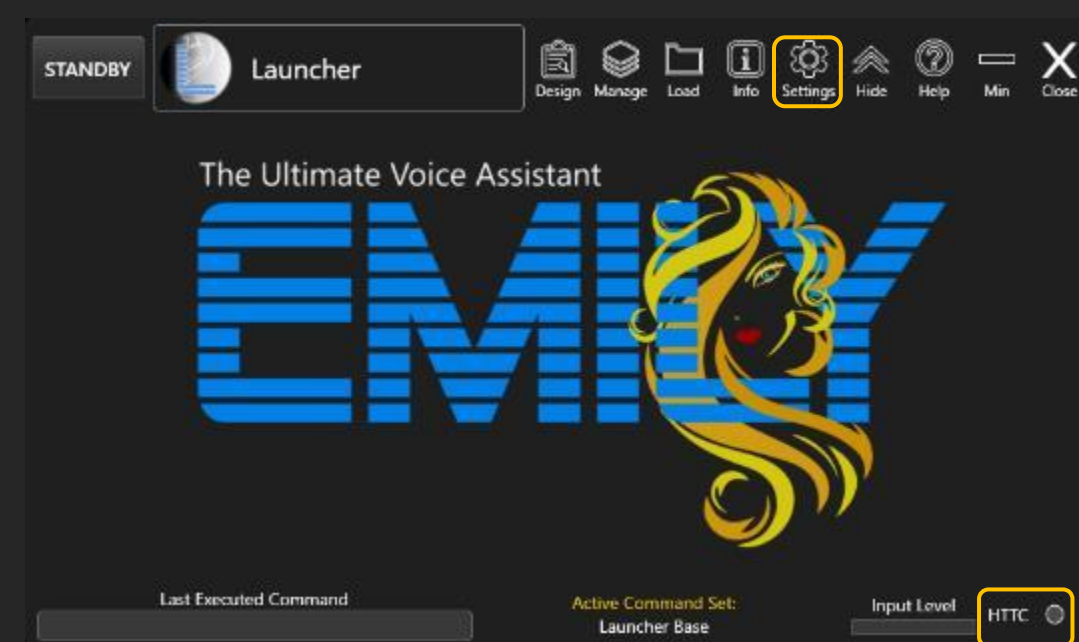 STANDBY
Launcher
Design Manage Load Info Settings Hide Help Min Close
The Ultimate Voice Assistant
EMILY
Last Executed Command
Active Command Set:
Launcher Base
Input Level
HTTC